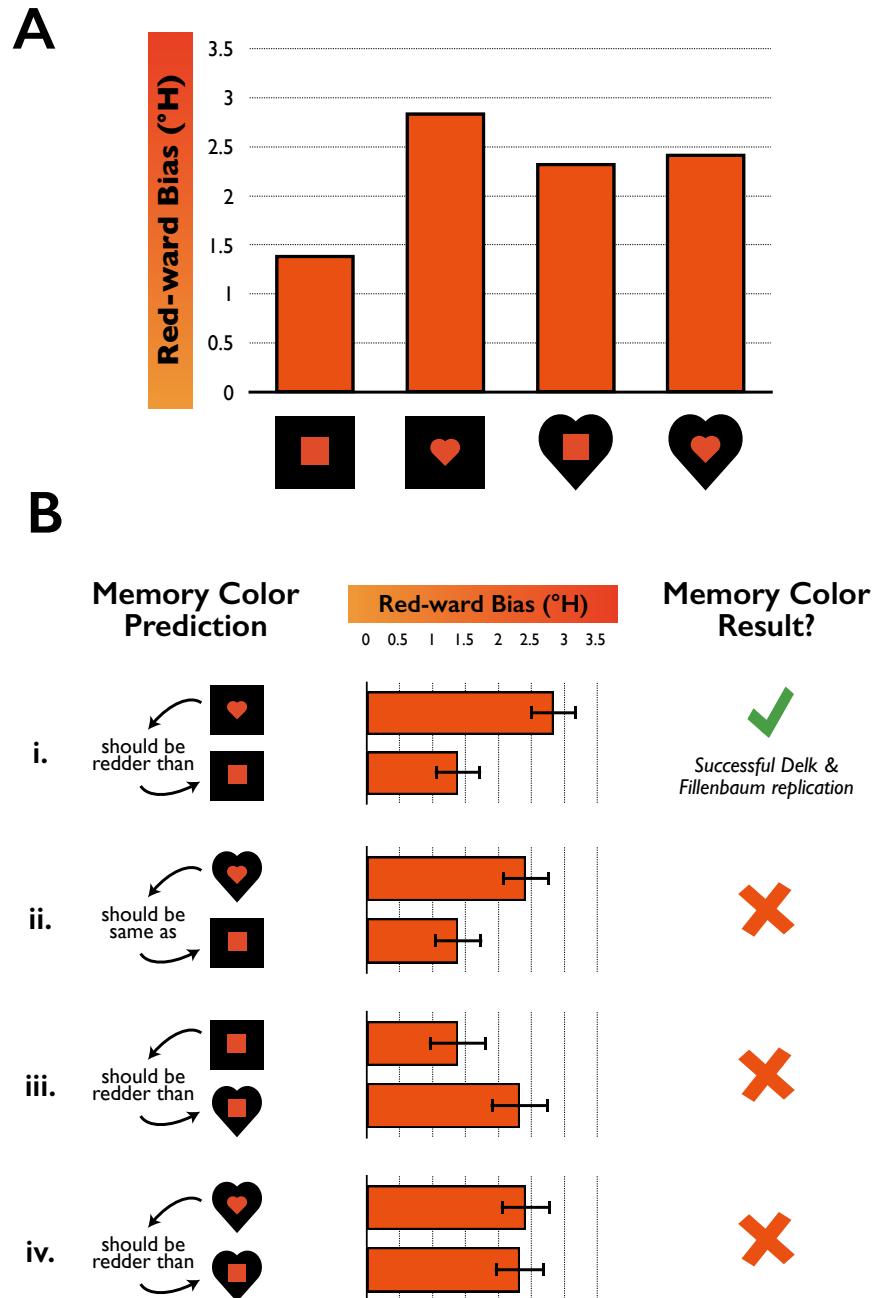 A
Red-ward Bias (°H)
3.5
3
2.5
2
1.5
1
0.5
0
B
Memory Color
Prediction
Red-ward Bias (°H)
0 0.5 1 1.5 2 2.5 3 3.5
Memory Color
Result?
i.
should be
redder than
Successful Delk &
Fillenbaum replication
ii.
should be
same as
iii.
should be
redder than
iv.
should be
redder than